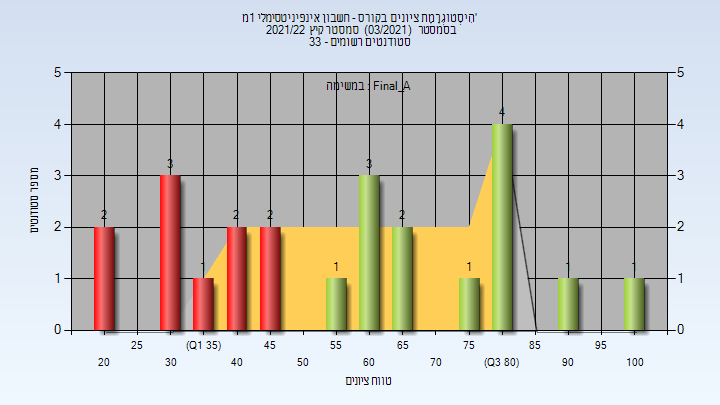 'הִיסְטוֹגְרָמַת ציונים בקורס - חשבון אינפיניטסימלי 1מ
בסמסטר (03/2021) סמסטר קיץ 2021/22
סטודנטים רשומים - 33
במשימה : Final_A
5 5
4 4
3 3
2 2
1 1
0 0
2 3 1 2 2 1 3 2 1 4 1 1
מספר סטודנטים
25 (Q1 35) 45 55 65 75 85 95
20 30 40 50 60 70 (Q3 80) 90 100
טווח ציונים